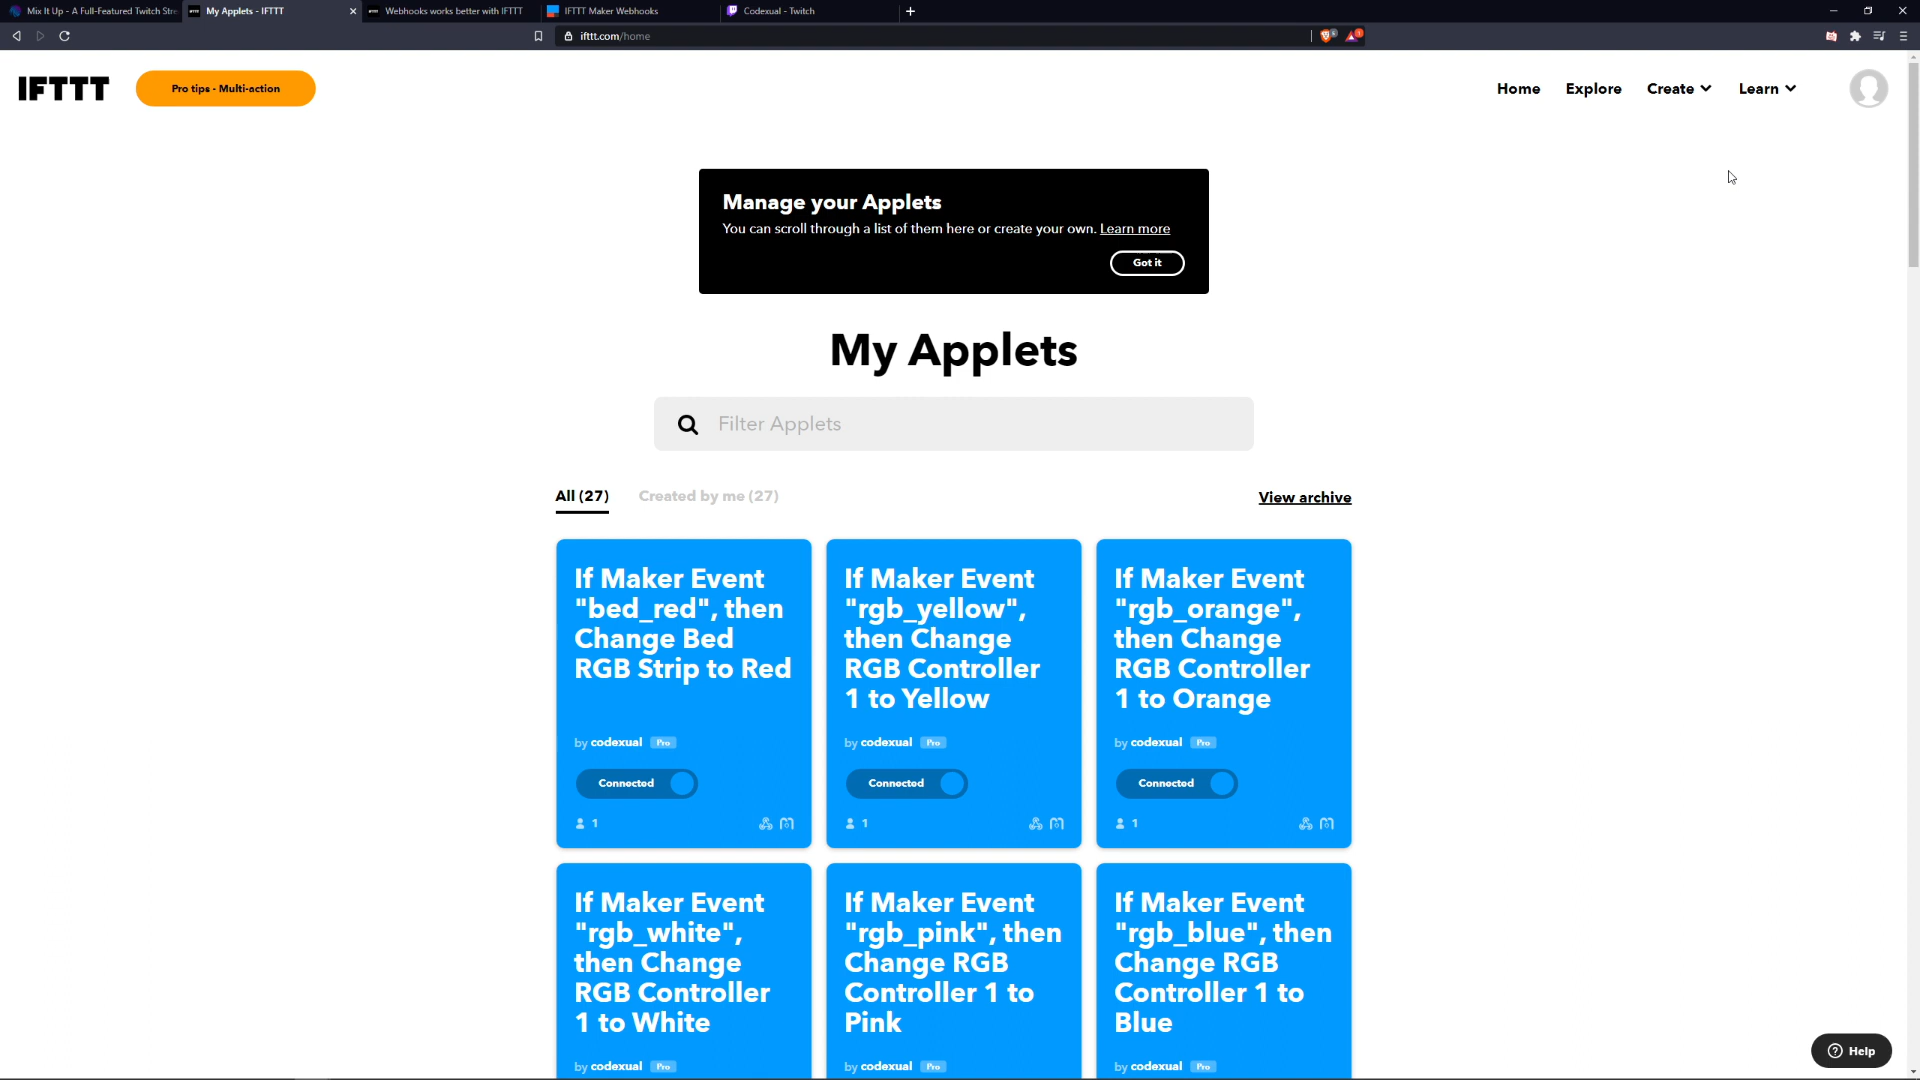 Mix It Up - A Full-Featured Twitch Stre
My Applets - IFTTT
Webhooks works better with IFTTT
IFTTT Maker Webhooks
Codexual - Twitch
ifttt.com/home
IFTTT
Pro tips - Multi-action
Home
Explore
Create
Learn
Manage your Applets
You can scroll through a list of them here or create your own. Learn more
Got it
My Applets
Filter Applets
All (27)
Created by me (27)
View archive
If Maker Event
"bed_red", then
Change Bed
RGB Strip to Red
by codexual Pro
Connected
1
If Maker Event
"rgb_yellow",
then Change
RGB Controller
1 to Yellow
by codexual Pro
Connected
1
If Maker Event
"rgb_orange",
then Change
RGB Controller
1 to Orange
by codexual Pro
Connected
1
If Maker Event
"rgb_white",
then Change
RGB Controller
1 to White
by codexual Pro
If Maker Event
"rgb_pink", then
Change RGB
Controller 1 to
Pink
by codexual Pro
If Maker Event
"rgb_blue", then
Change RGB
Controller 1 to
Blue
by codexual Pro
Help